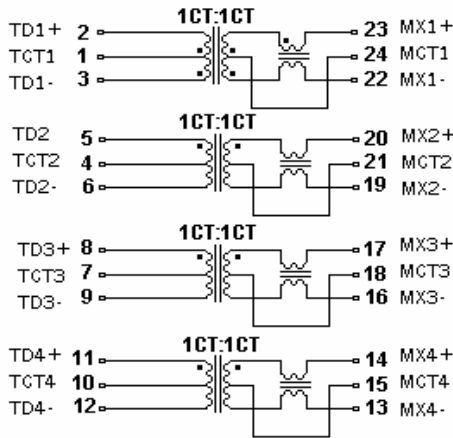 1CT:1CT
TD1+ 2 23 MX1+
TCT1 1 24 MCT1
TD1- 3 22 MX1-
1CT:1CT
TD2 5 20 MX2+
TCT2 4 21 MCT2
TD2- 6 19 MX2-
1CT:1CT
TD3+ 8 17 MX3+
TCT3 7 18 MCT3
TD3- 9 16 MX3-
1CT:1CT
TD4+ 11 14 MX4+
TCT4 10 15 MCT4
TD4- 12 13 MX4-